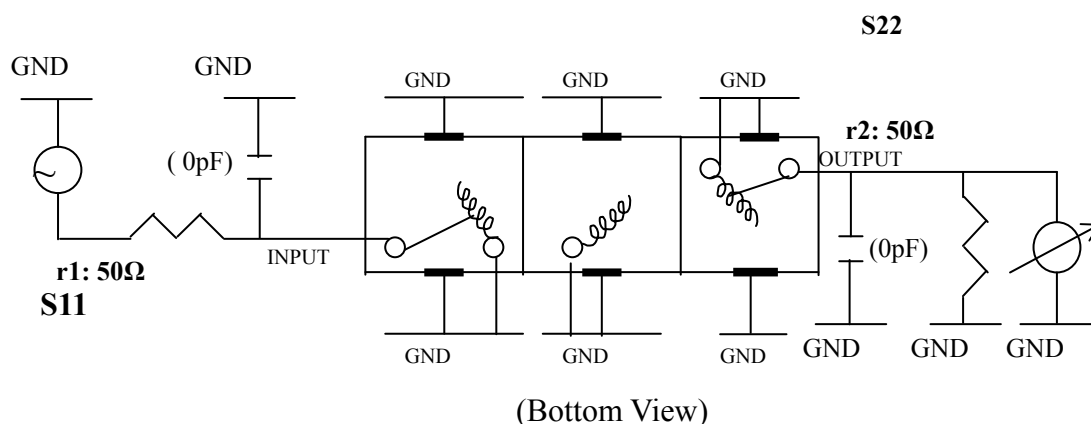 S22
GND
GND
GND
GND
GND
r2: 50Ω
( 0pF)
OUTPUT
INPUT
(0pF)
r1: 50Ω
S11
GND
GND
GND
GND
GND
GND
(Bottom View)